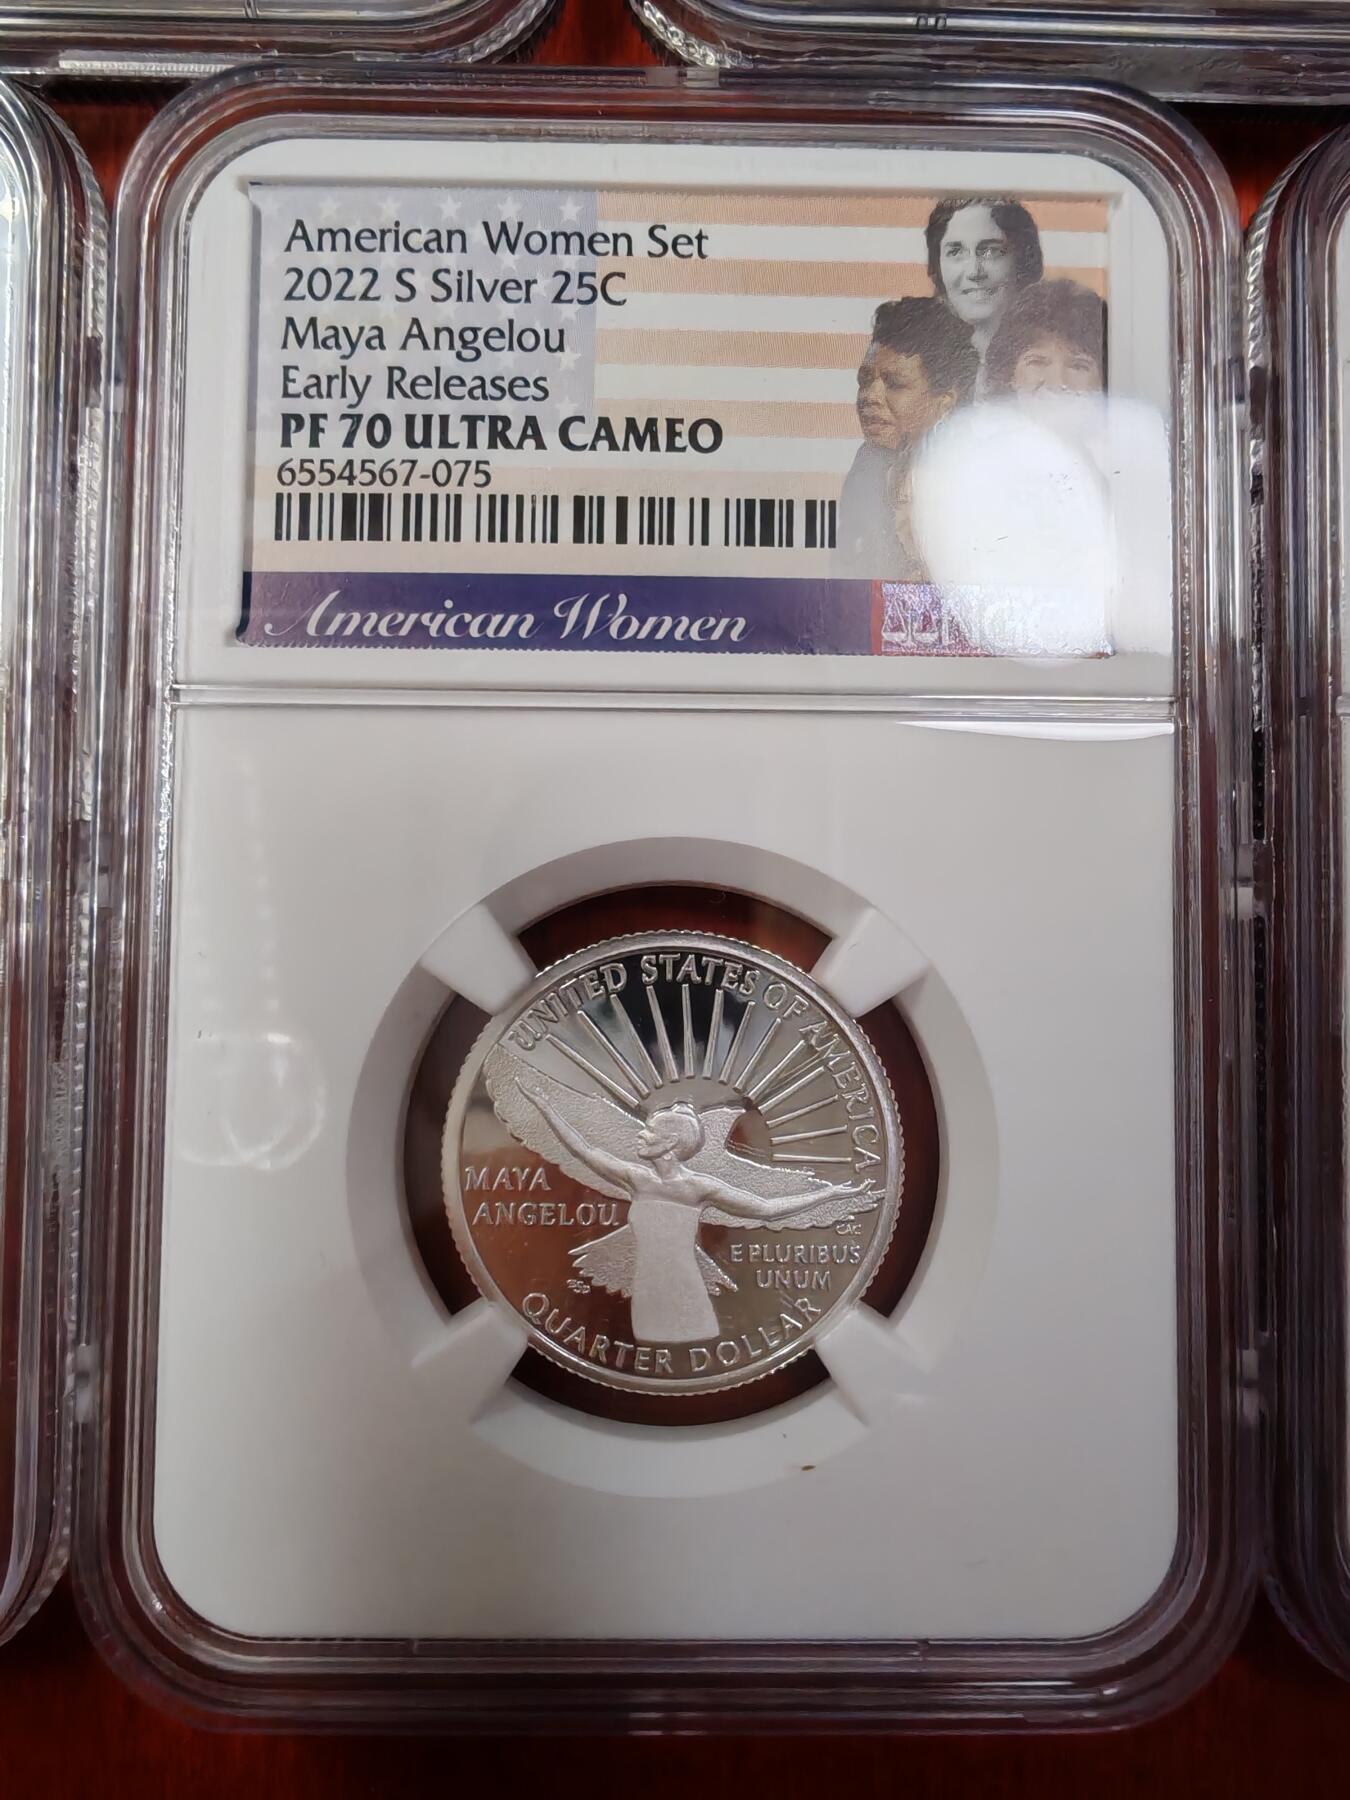 American Women Set
2022 S Silver 25C
Maya Angelou
Early Releases
PF 70 ULTRA CAMEO
6554567-075
American Women
UNITED STATES OF AMERICA
MAYA
ANGELOU
CAC
E PLURIBUS
UNUM
QUARTER DOLLAR